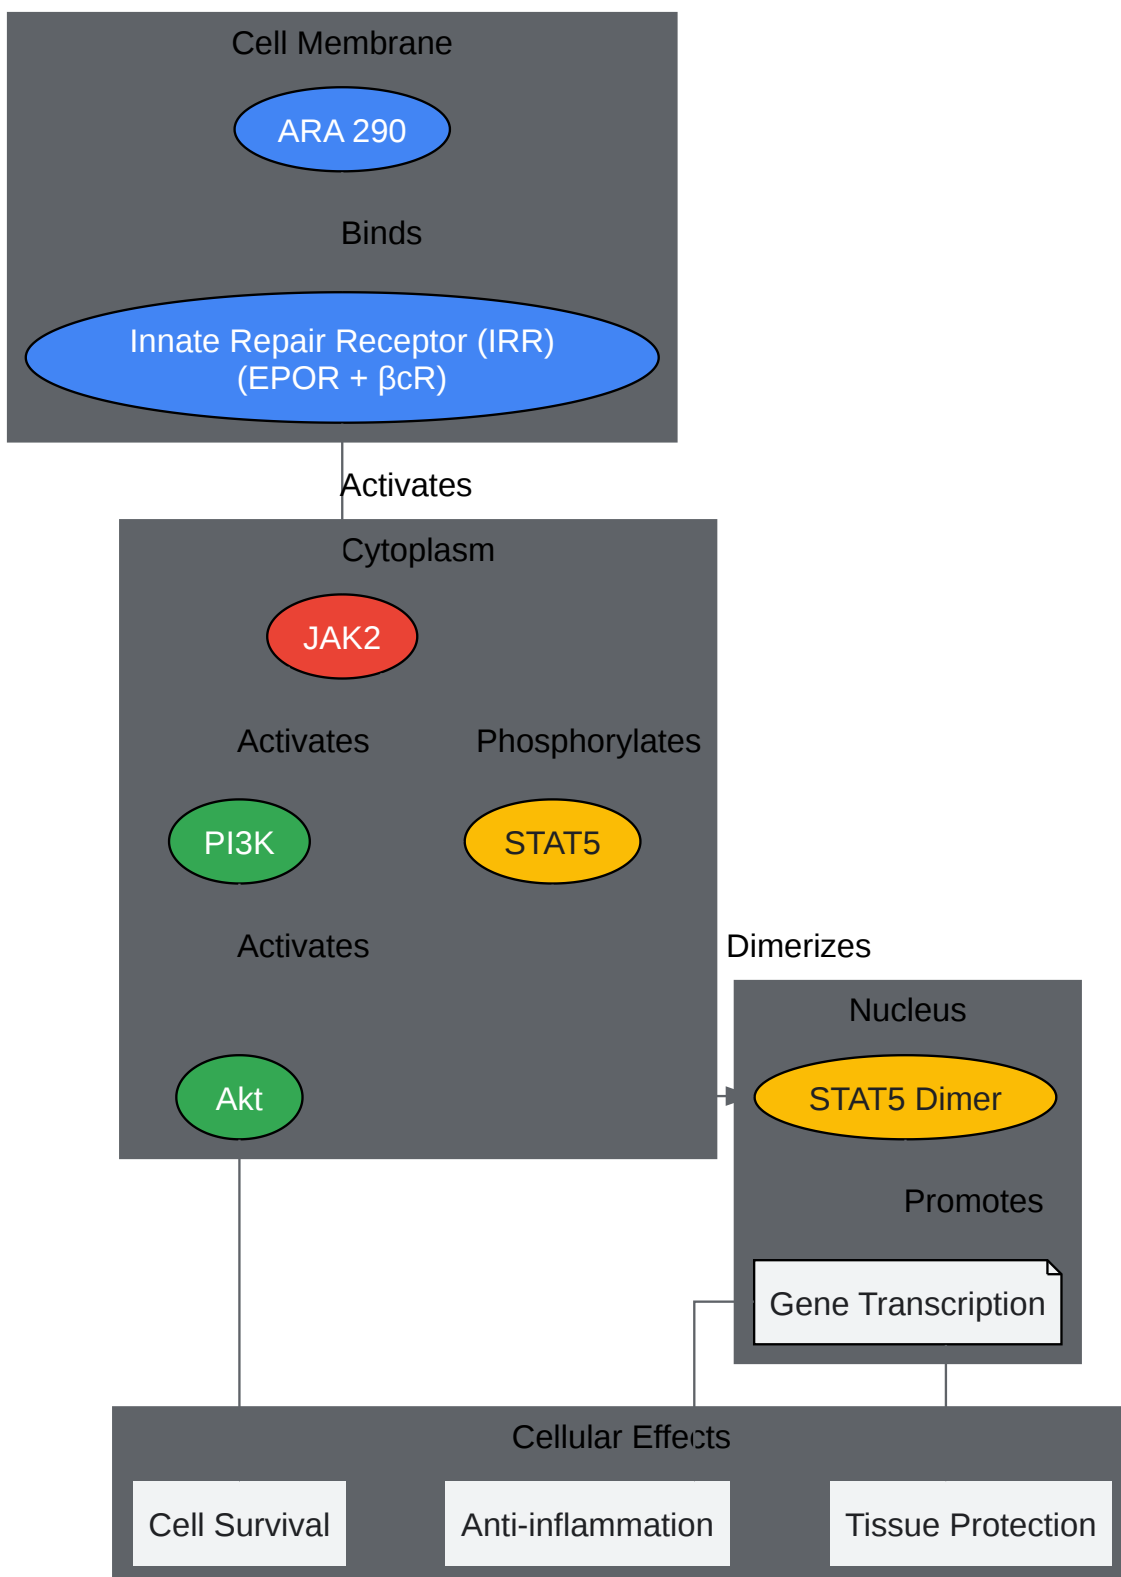 Cell Membrane
ARA 290
Binds
Innate Repair Receptor (IRR)
(EPOR + βcR)
Activates
Cytoplasm
JAK2
Activates
Phosphorylates
PI3K
STAT5
Activates
Dimerizes
Nucleus
Akt
STAT5 Dimer
Promotes
Gene Transcription
Cellular Effects
Cell Survival
Anti-inflammation
Tissue Protection